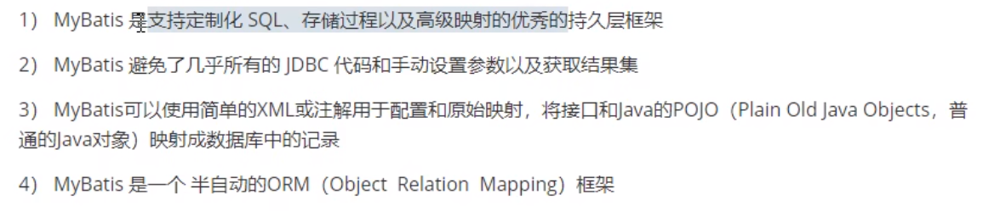 1） MyBatis 是支持定制化 SQL、存储过程以及高级映射的优秀的持久层框架
2） MyBatis 避免了几乎所有的 JDBC 代码和手动设置参数以及获取结果集
3） MyBatis可以使用简单的XML或注解用于配置和原始映射，将接口和Java的POJO（Plain Old Java Objects，普
通的Java对象）映射成数据库中的记录
4） MyBatis 是一个 半自动的ORM（Object Relation Mapping）框架